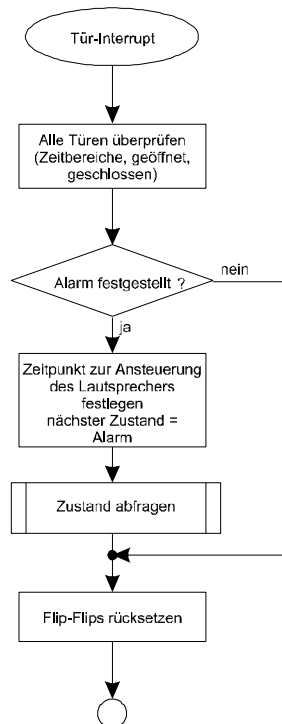 Tür-Interrupt
Alle Türen überprüfen
(Zeitbereiche, geöffnet,
geschlossen)
Alarm festgestellt ?
nein
ja
Zeitpunkt zur Ansteuerung
des Lautsprechers
festlegen
nächster Zustand =
Alarm
Zustand abfragen
Flip-Flips rücksetzen